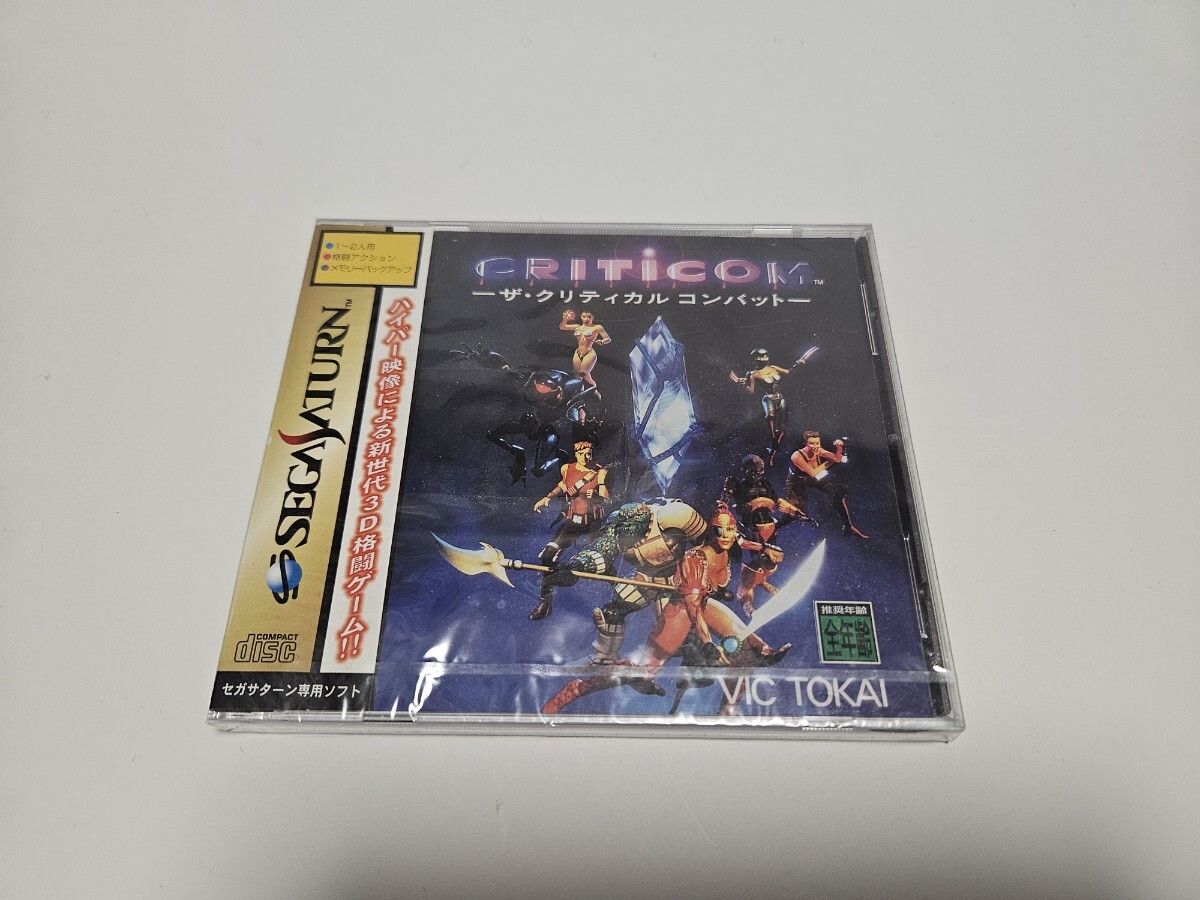 ●1〜2人用
●格闘アクション
●メモリーバックアップ
SEGA SATURN™
COMPACT
disc
セガサターン専用ソフト
ハイパー映像による新世代3D格闘ゲーム!!
CRITICOM™
ーザ・クリティカル コンバットー
推奨年齢
全年齢
VIC TOKAI